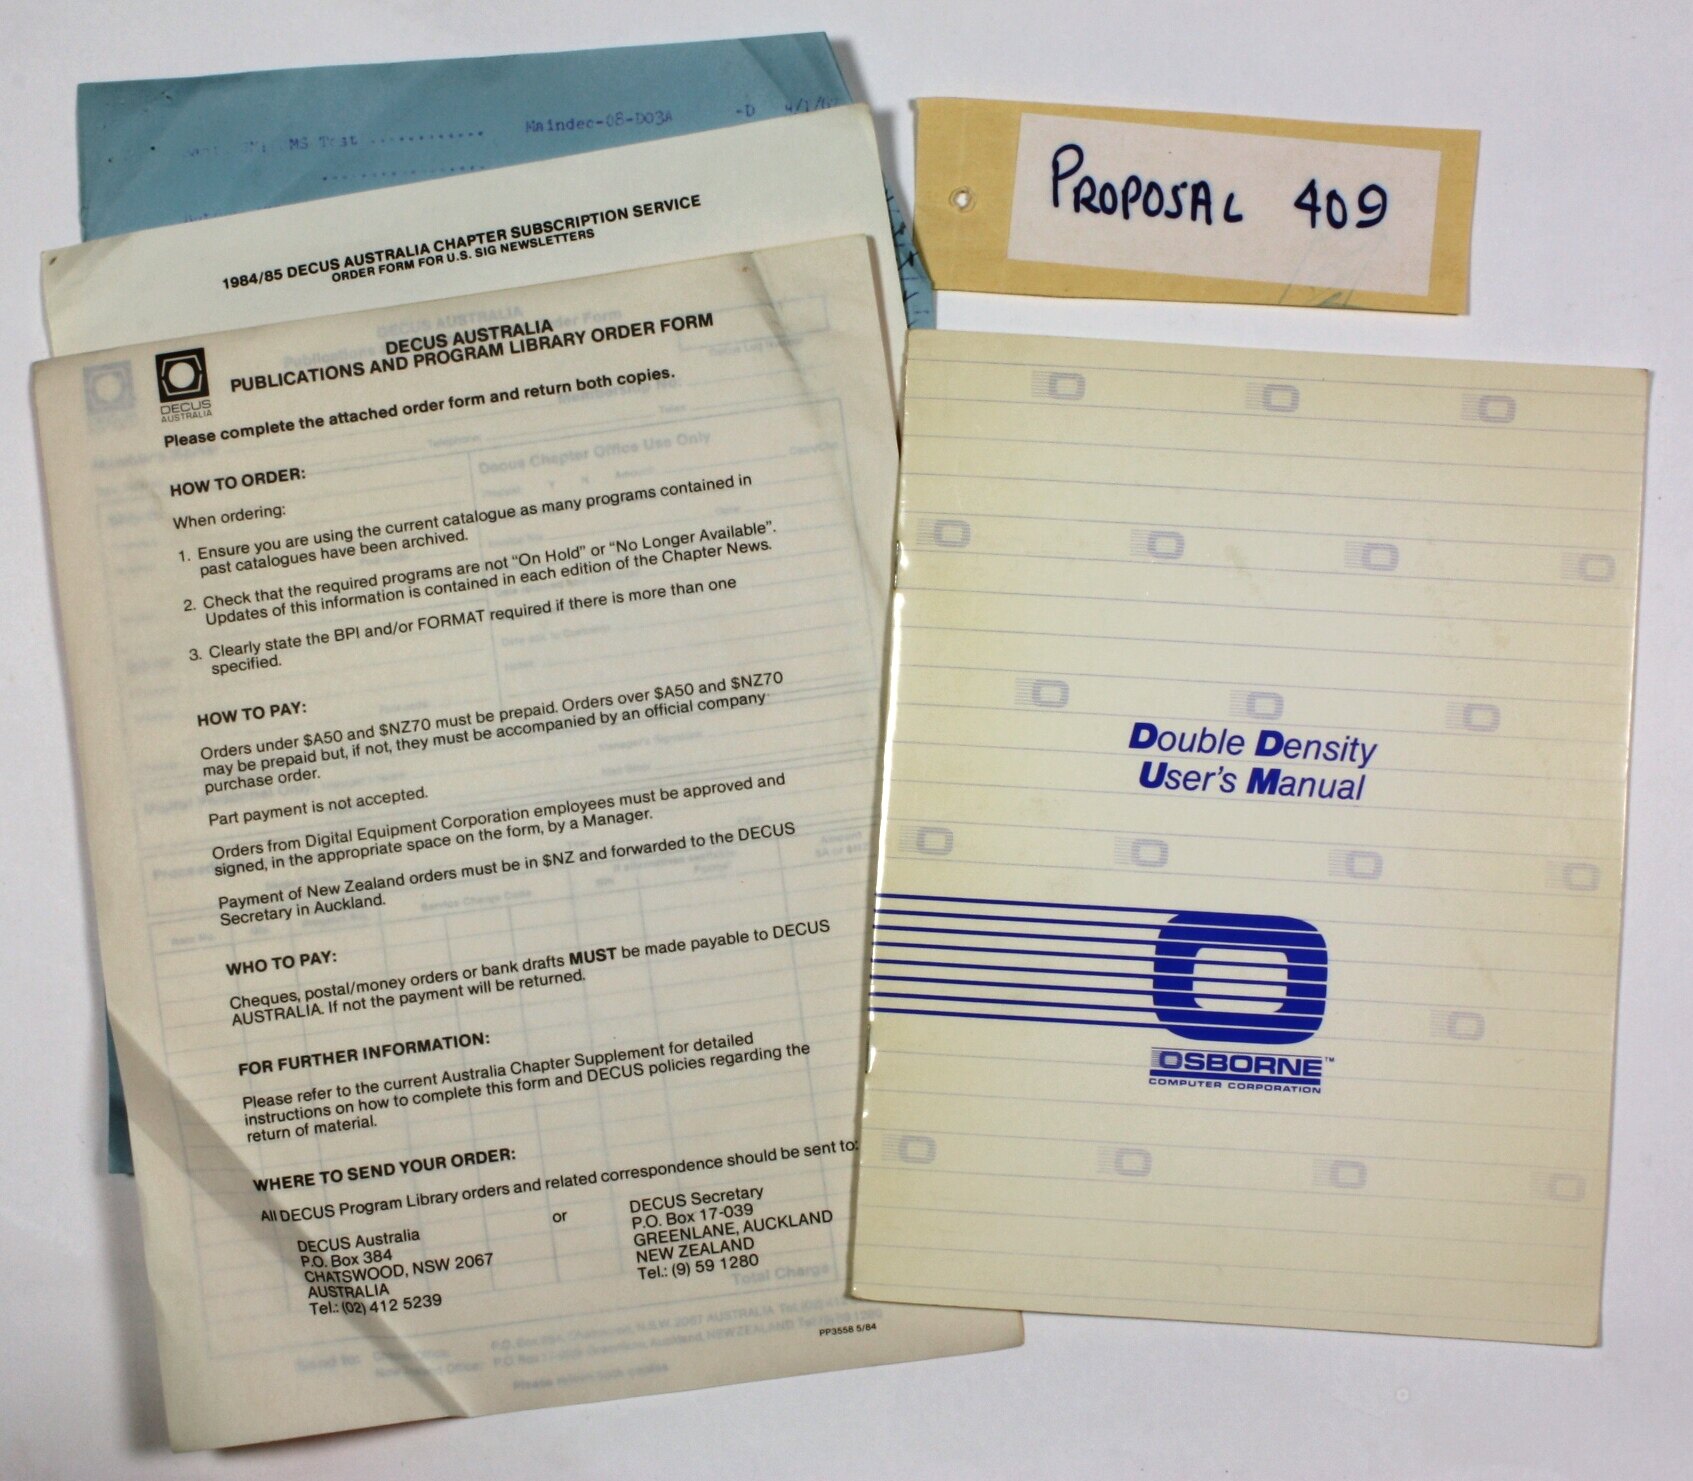 MS Test ............ Maindec-08-D03A -D
1984/85 DECUS AUSTRALIA CHAPTER SUBSCRIPTION SERVICE
ORDER FORM FOR U.S. SIG NEWSLETTERS
DECUS
AUSTRALIA
DECUS AUSTRALIA
PUBLICATIONS AND PROGRAM LIBRARY ORDER FORM
Please complete the attached order form and return both copies.
HOW TO ORDER:
When ordering:
1. Ensure you are using the current catalogue as many programs contained in
past catalogues have been archived.
2. Check that the required programs are not “On Hold” or “No Longer Available”.
Updates of this information is contained in each edition of the Chapter News.
3. Clearly state the BPI and/or FORMAT required if there is more than one
specified.
HOW TO PAY:
Orders under $A50 and $NZ70 must be prepaid. Orders over $A50 and $NZ70
may be prepaid but, if not, they must be accompanied by an official company
purchase order.
Part payment is not accepted.
Orders from Digital Equipment Corporation employees must be approved and
signed, in the appropriate space on the form, by a Manager.
Payment of New Zealand orders must be in $NZ and forwarded to the DECUS
Secretary in Auckland.
WHO TO PAY:
Cheques, postal/money orders or bank drafts MUST be made payable to DECUS
AUSTRALIA. If not the payment will be returned.
FOR FURTHER INFORMATION:
Please refer to the current Australia Chapter Supplement for detailed
instructions on how to complete this form and DECUS policies regarding the
return of material.
WHERE TO SEND YOUR ORDER:
All DECUS Program Library orders and related correspondence should be sent to:
DECUS Australia
P.O. Box 384
CHATSWOOD, NSW 2067
AUSTRALIA
Tel.: (02) 412 5239
or
DECUS Secretary
P.O. Box 17-039
GREENLANE, AUCKLAND
NEW ZEALAND
Tel.: (9) 59 1280
PP3558 5/84
PROPOSAL 409
Double Density
User's Manual
OSBORNE™
COMPUTER CORPORATION